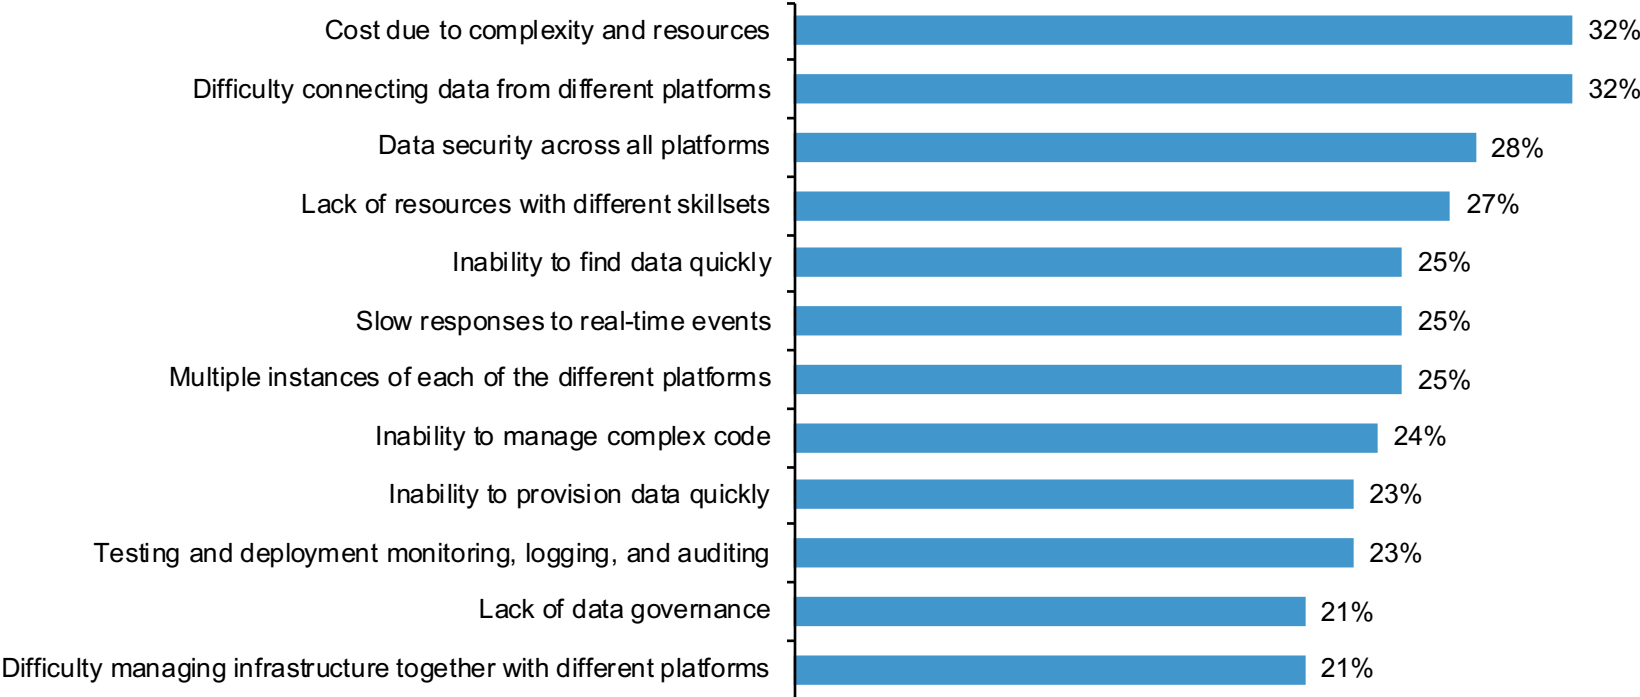 Cost due to complexity and resources 32%
Difficulty connecting data from different platforms 32%
Data security across all platforms 28%
Lack of resources with different skillsets 27%
Inability to find data quickly 25%
Slow responses to real-time events 25%
Multiple instances of each of the different platforms 25%
Inability to manage complex code 24%
Inability to provision data quickly 23%
Testing and deployment monitoring, logging, and auditing 23%
Lack of data governance 21%
Difficulty managing infrastructure together with different platforms 21%